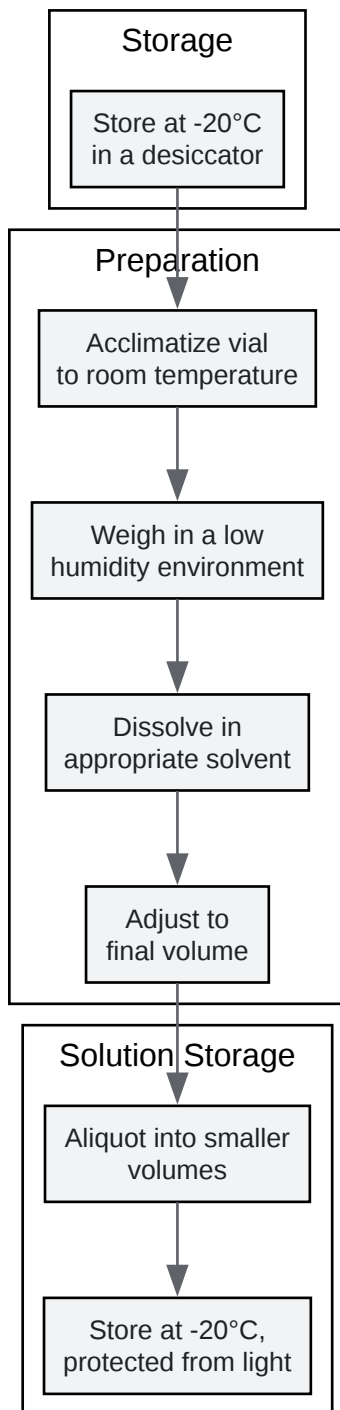 Storage
Store at -20°C
in a desiccator
Preparation
Acclimatize vial
to room temperature
Weigh in a low
humidity environment
Dissolve in
appropriate solvent
Adjust to
final volume
Solution Storage
Aliquot into smaller
volumes
Store at -20°C,
protected from light